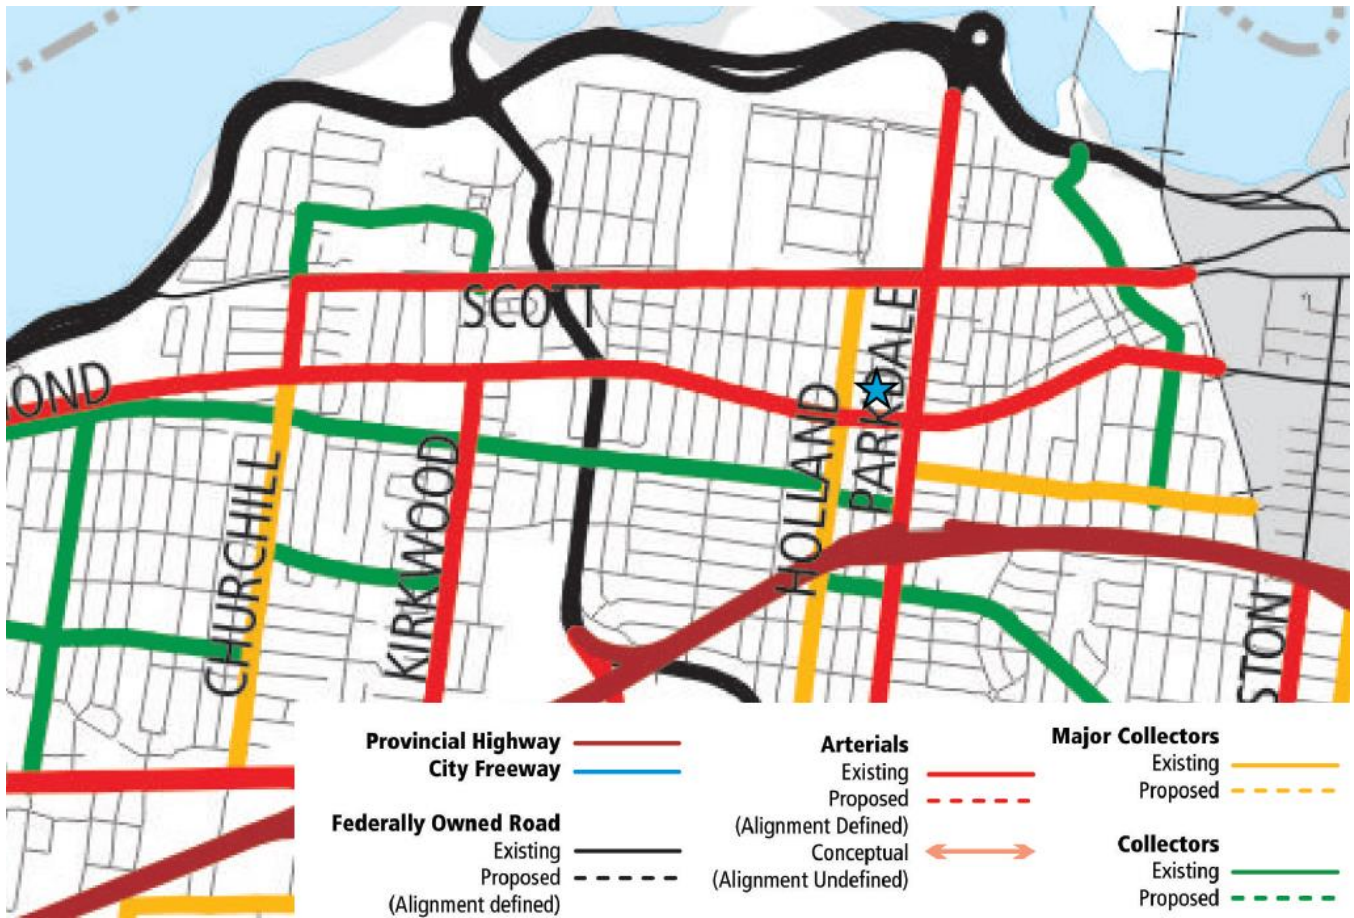 SCOTT
OND
PARKDALE
HOLLAND
KIRKWOOD
CHURCHILL
STON
Provincial Highway
City Freeway
Federally Owned Road
Existing
Proposed
(Alignment defined)
Arterials
Existing
Proposed
(Alignment Defined)
Conceptual
(Alignment Undefined)
Major Collectors
Existing
Proposed
Collectors
Existing
Proposed